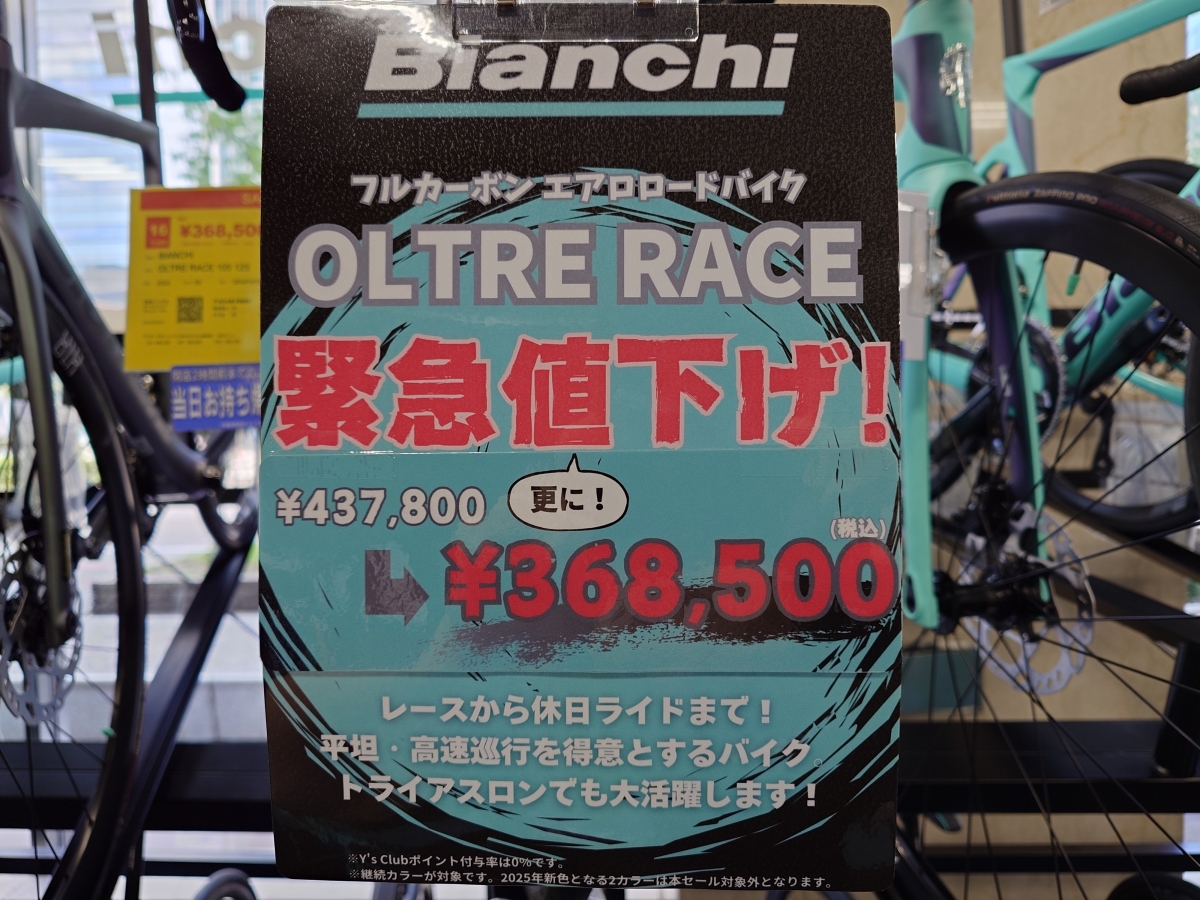 Bianchi
フルカーボン エアロロードバイク
OLTRE RACE
緊急値下げ!
¥437,800
更に!
(税込)
¥368,500
レースから休日ライドまで!
平坦・高速巡行を得意とするバイク。
トライアスロンでも大活躍します!
※Y's Clubポイント付与率は0%です。
※継続カラーが対象です。2025年新色となる2カラーは本セール対象外となります。
¥368,50
BIANCHI
OLTRE RACE 105
当日お持ち